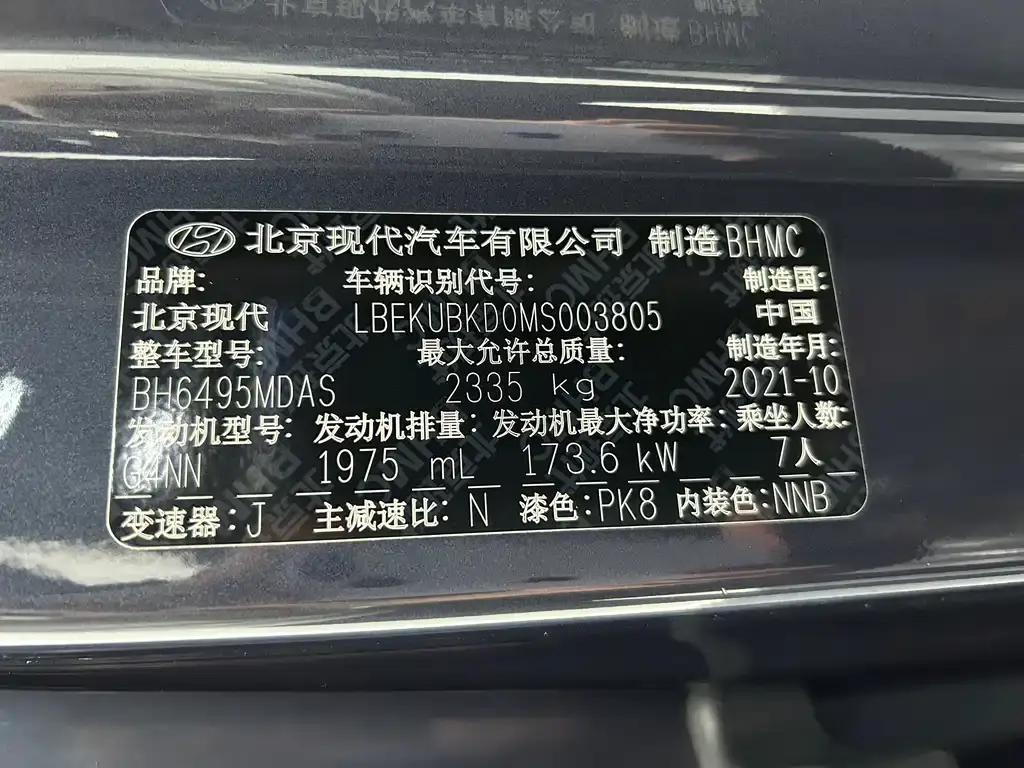 北京现代汽车有限公司 制造 BHMC
品牌: 车辆识别代号: 制造国:
北京现代 LBEKUBKD0MS003805 中国
整车型号: 最大允许总质量: 制造年月:
BH6495MDAS 2335 kg 2021-10
发动机型号: 发动机排量: 发动机最大净功率: 乘坐人数:
G4NN 1975 mL 173.6 kW 7人
变速器: J 主减速比: N 漆色: PK8 内装色: NNB